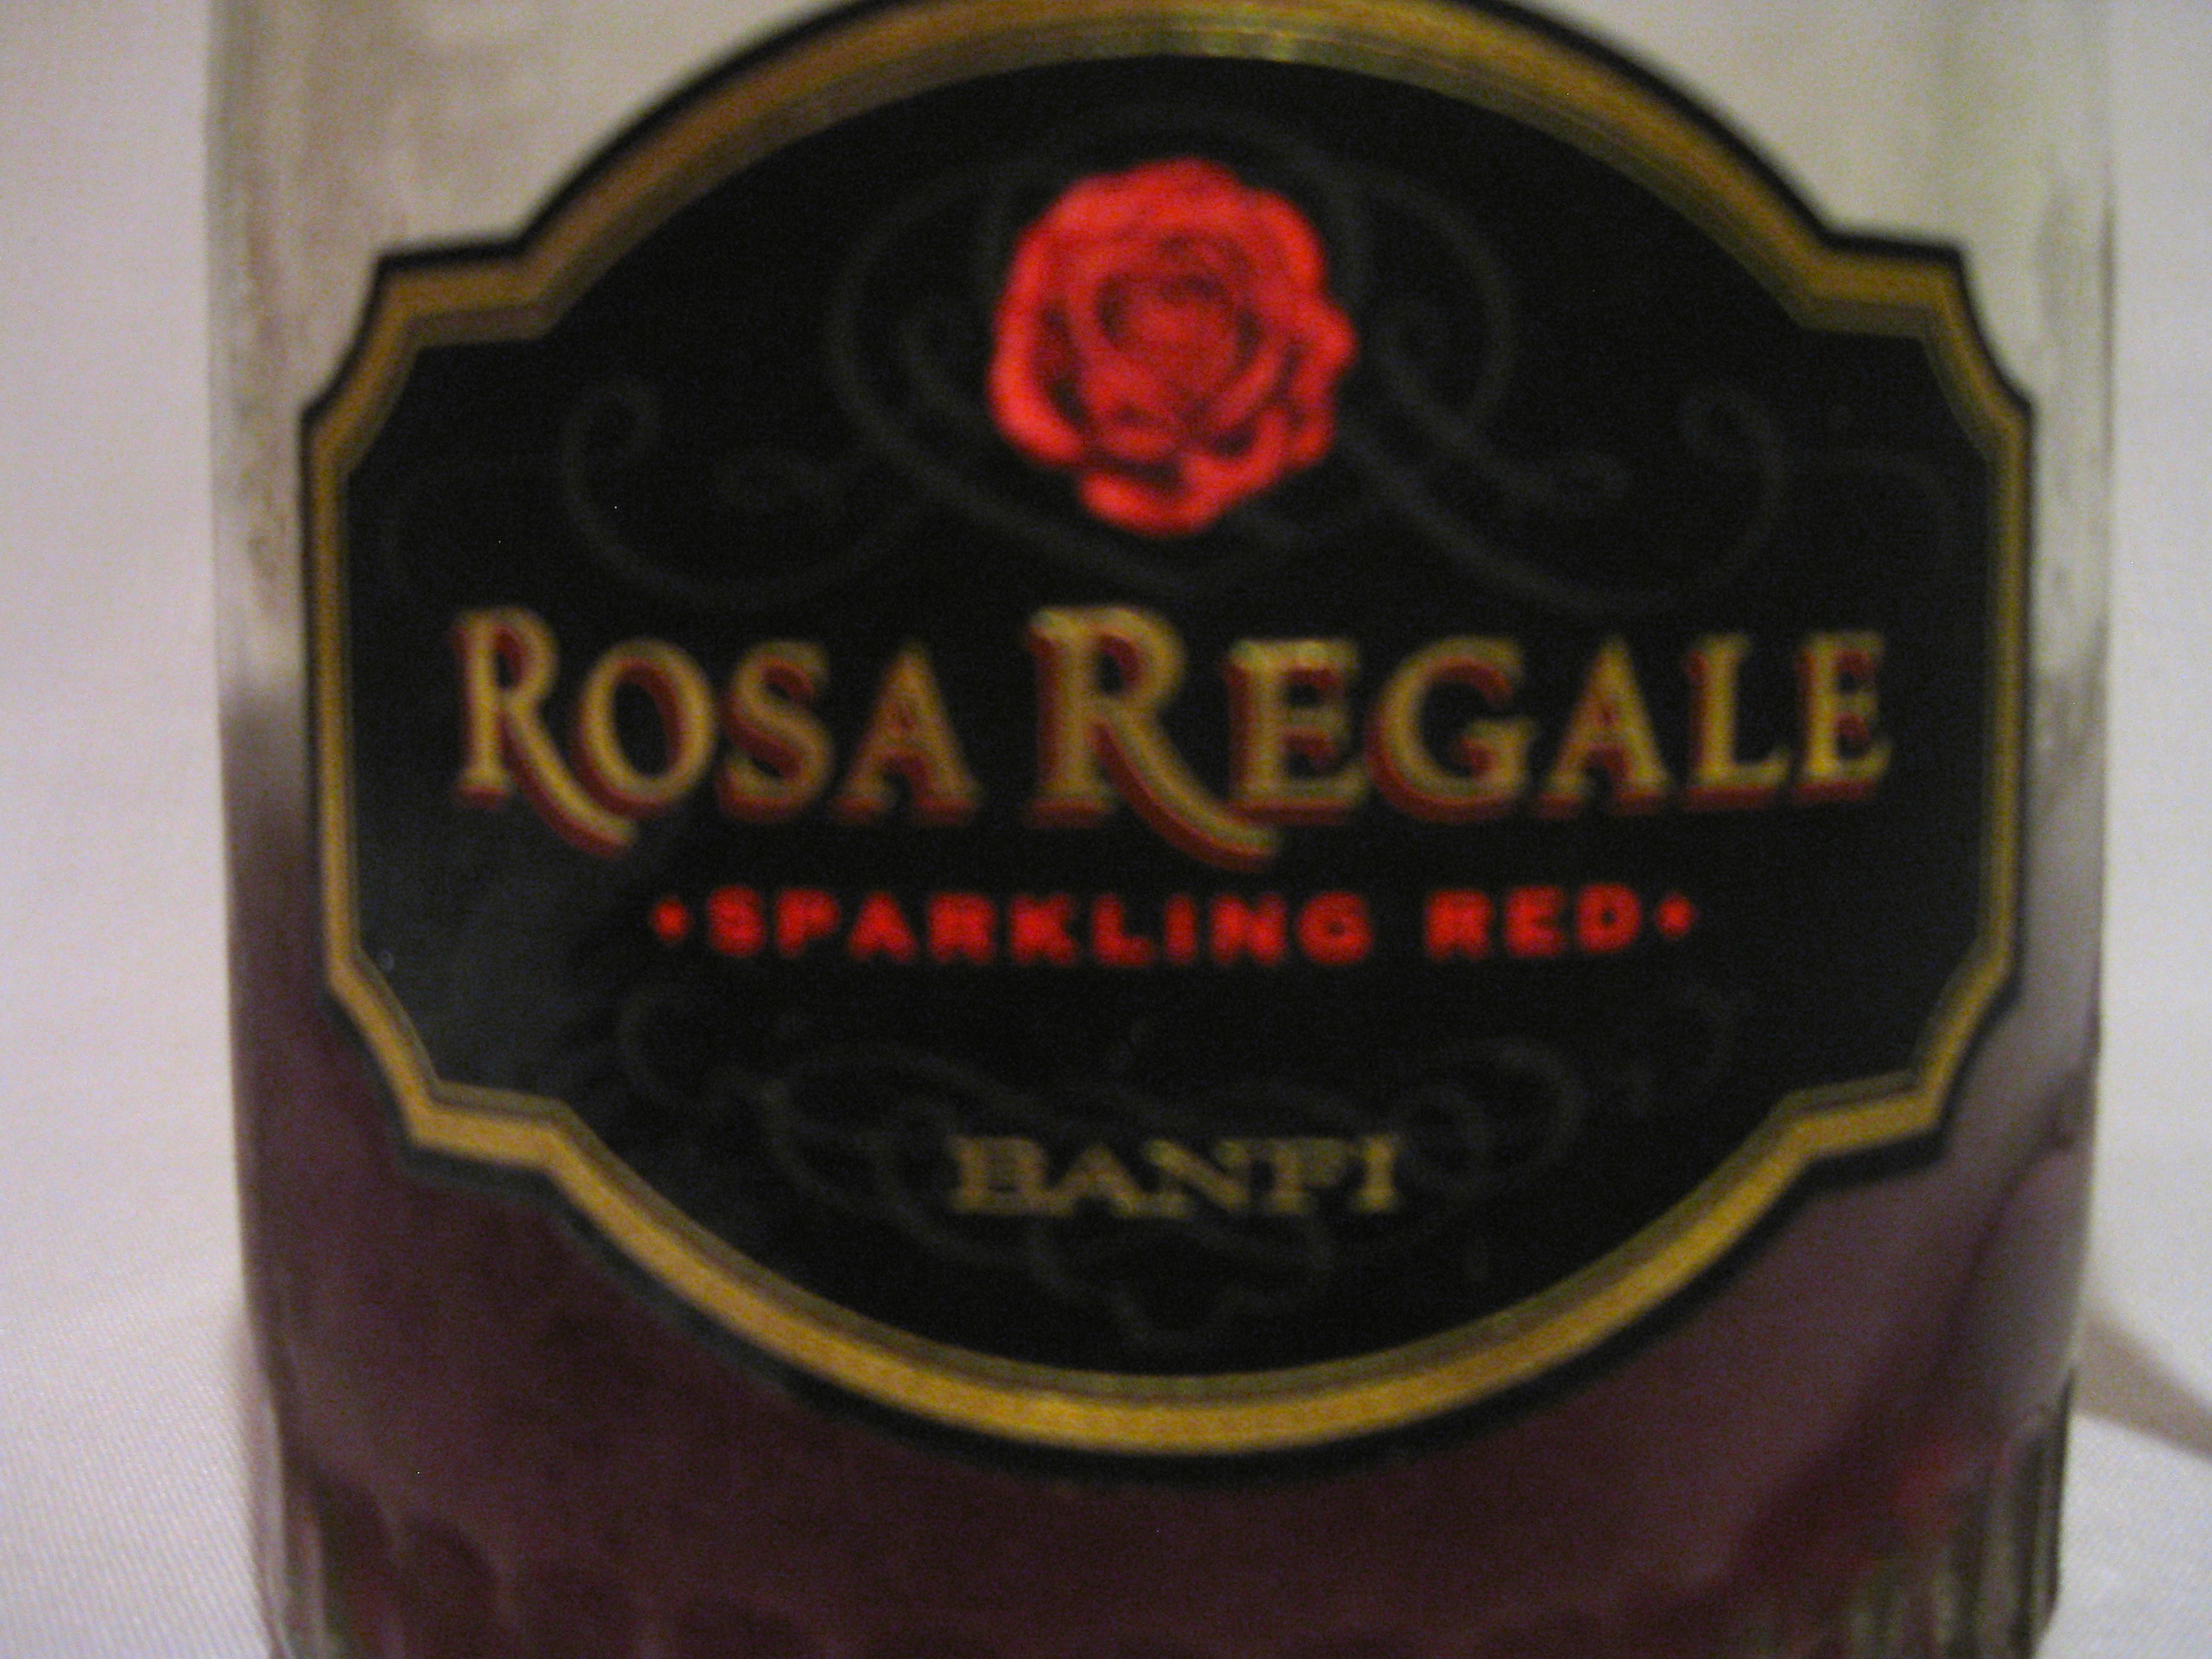 ROSA REGALE
•SPARKLING RED•
BANFI